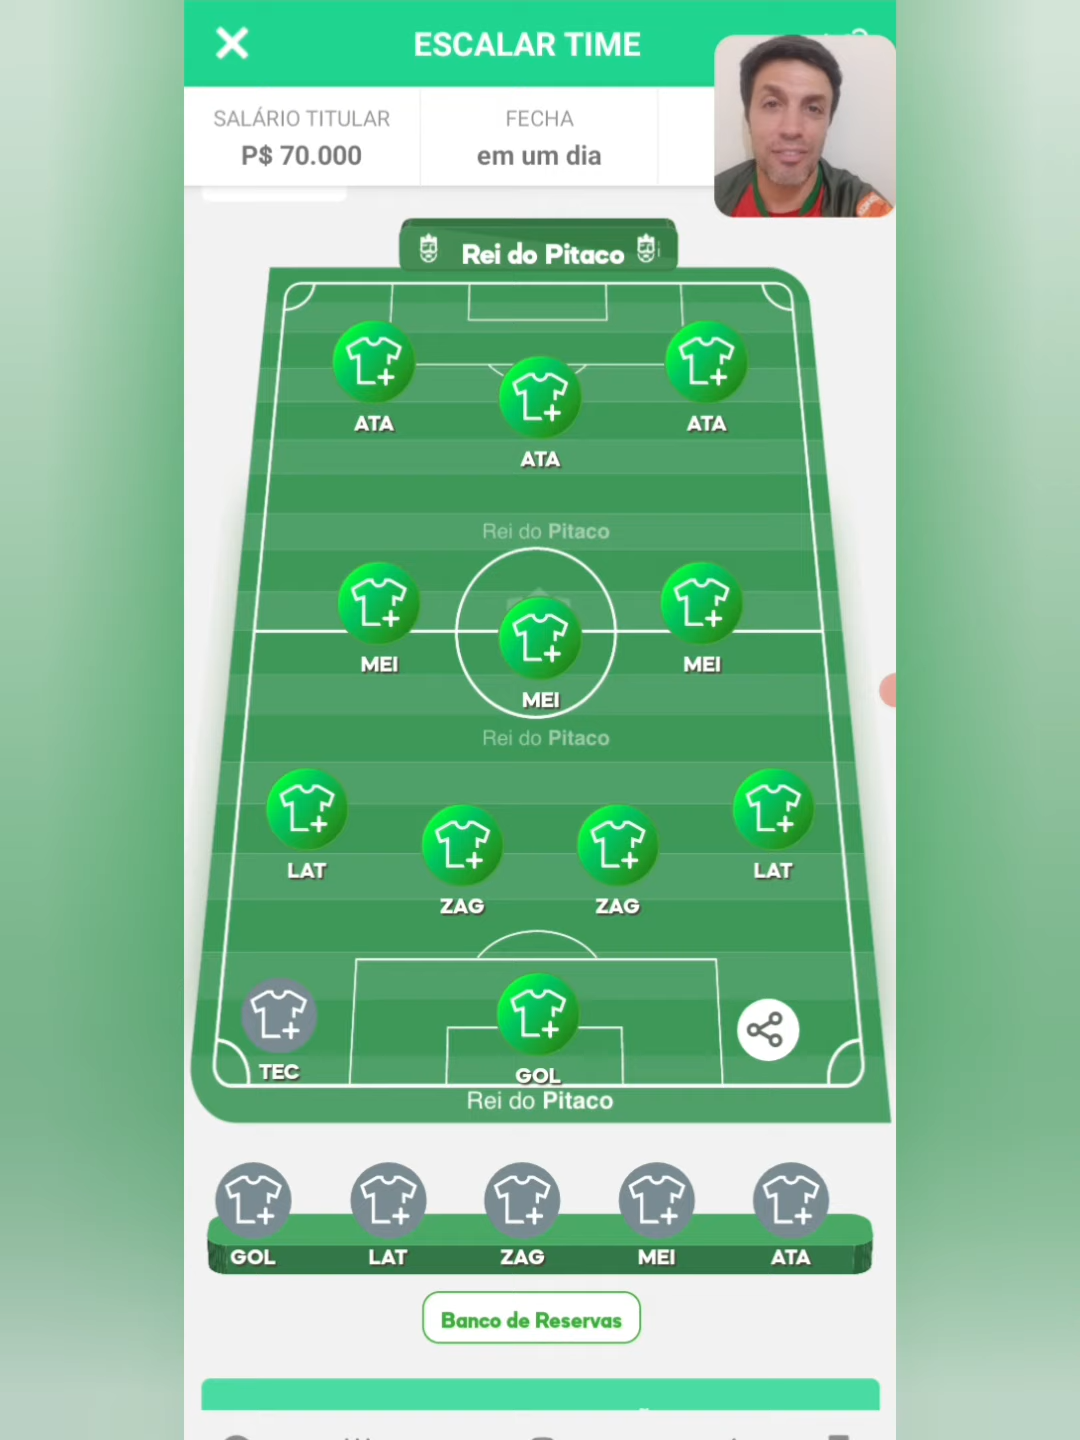 ESCALAR TIME
SALÁRIO TITULAR
P$ 70.000
FECHA
em um dia
Rei do Pitaco
ATA
ATA
ATA
Rei do Pitaco
MEI
MEI
MEI
Rei do Pitaco
LAT
LAT
ZAG
ZAG
TEC
GOL
Rei do Pitaco
GOL
LAT
ZAG
MEI
ATA
Banco de Reservas